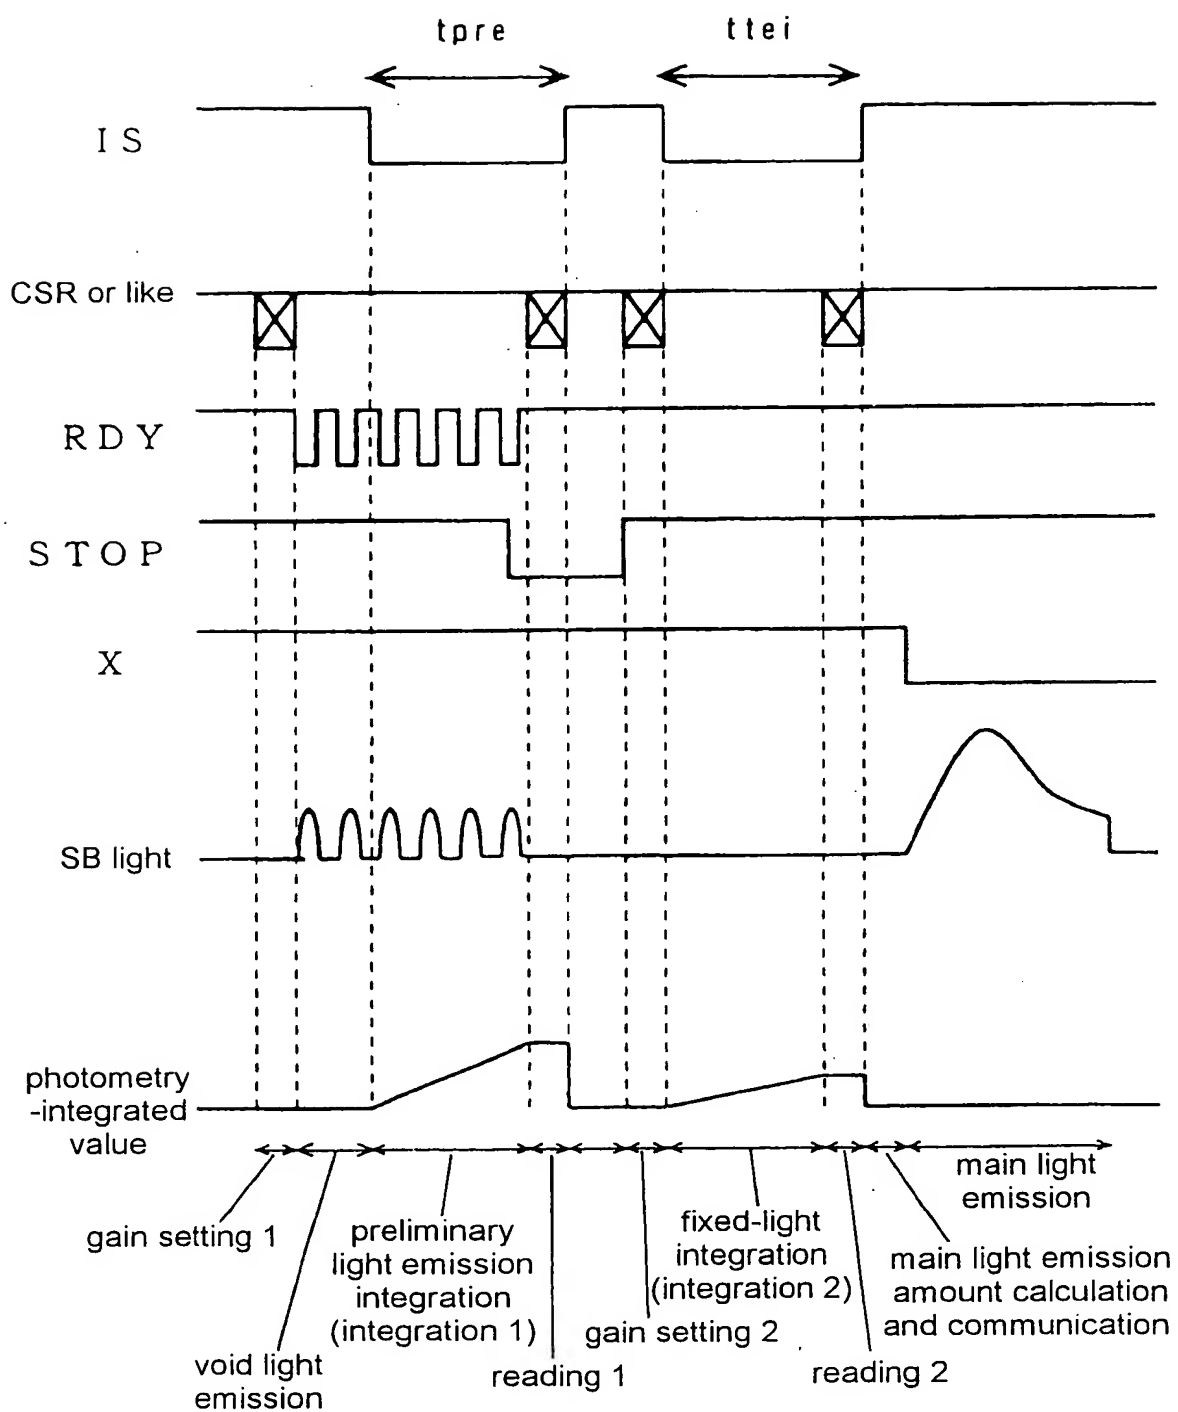 tpre
ttei
IS
CSR or like
RDY
STOP
X
SB light
photometry
-integrated
value
main light
emission
gain setting 1
preliminary
light emission
integration
(integration 1)
fixed-light
integration
(integration 2)
main light emission
amount calculation
and communication
gain setting 2
void light
emission
reading 1
reading 2